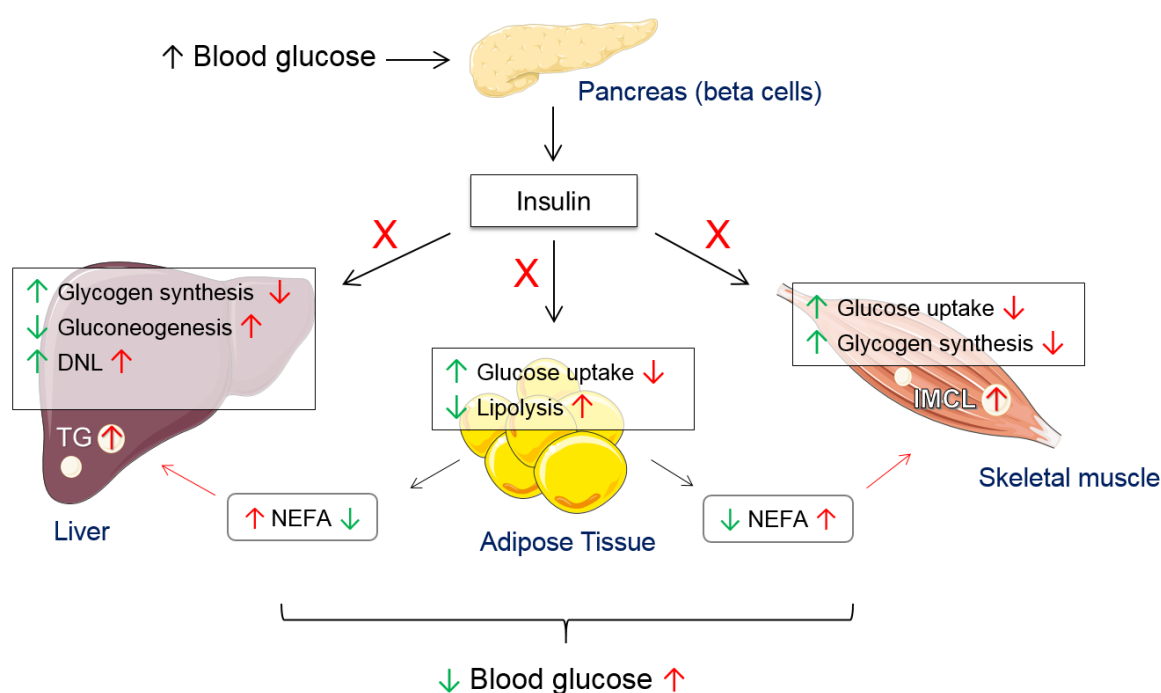 ↑ Blood glucose
Pancreas (beta cells)
Insulin
X X X
↑ Glycogen synthesis ↓
↓ Gluconeogenesis ↑
↑ DNL ↑
TG ↑
Liver
↑ Glucose uptake ↓
↓ Lipolysis ↑
Adipose Tissue
↑ Glucose uptake ↓
↑ Glycogen synthesis ↓
IMCL ↑
Skeletal muscle
↑ NEFA ↓
↓ NEFA ↑
↓ Blood glucose ↑